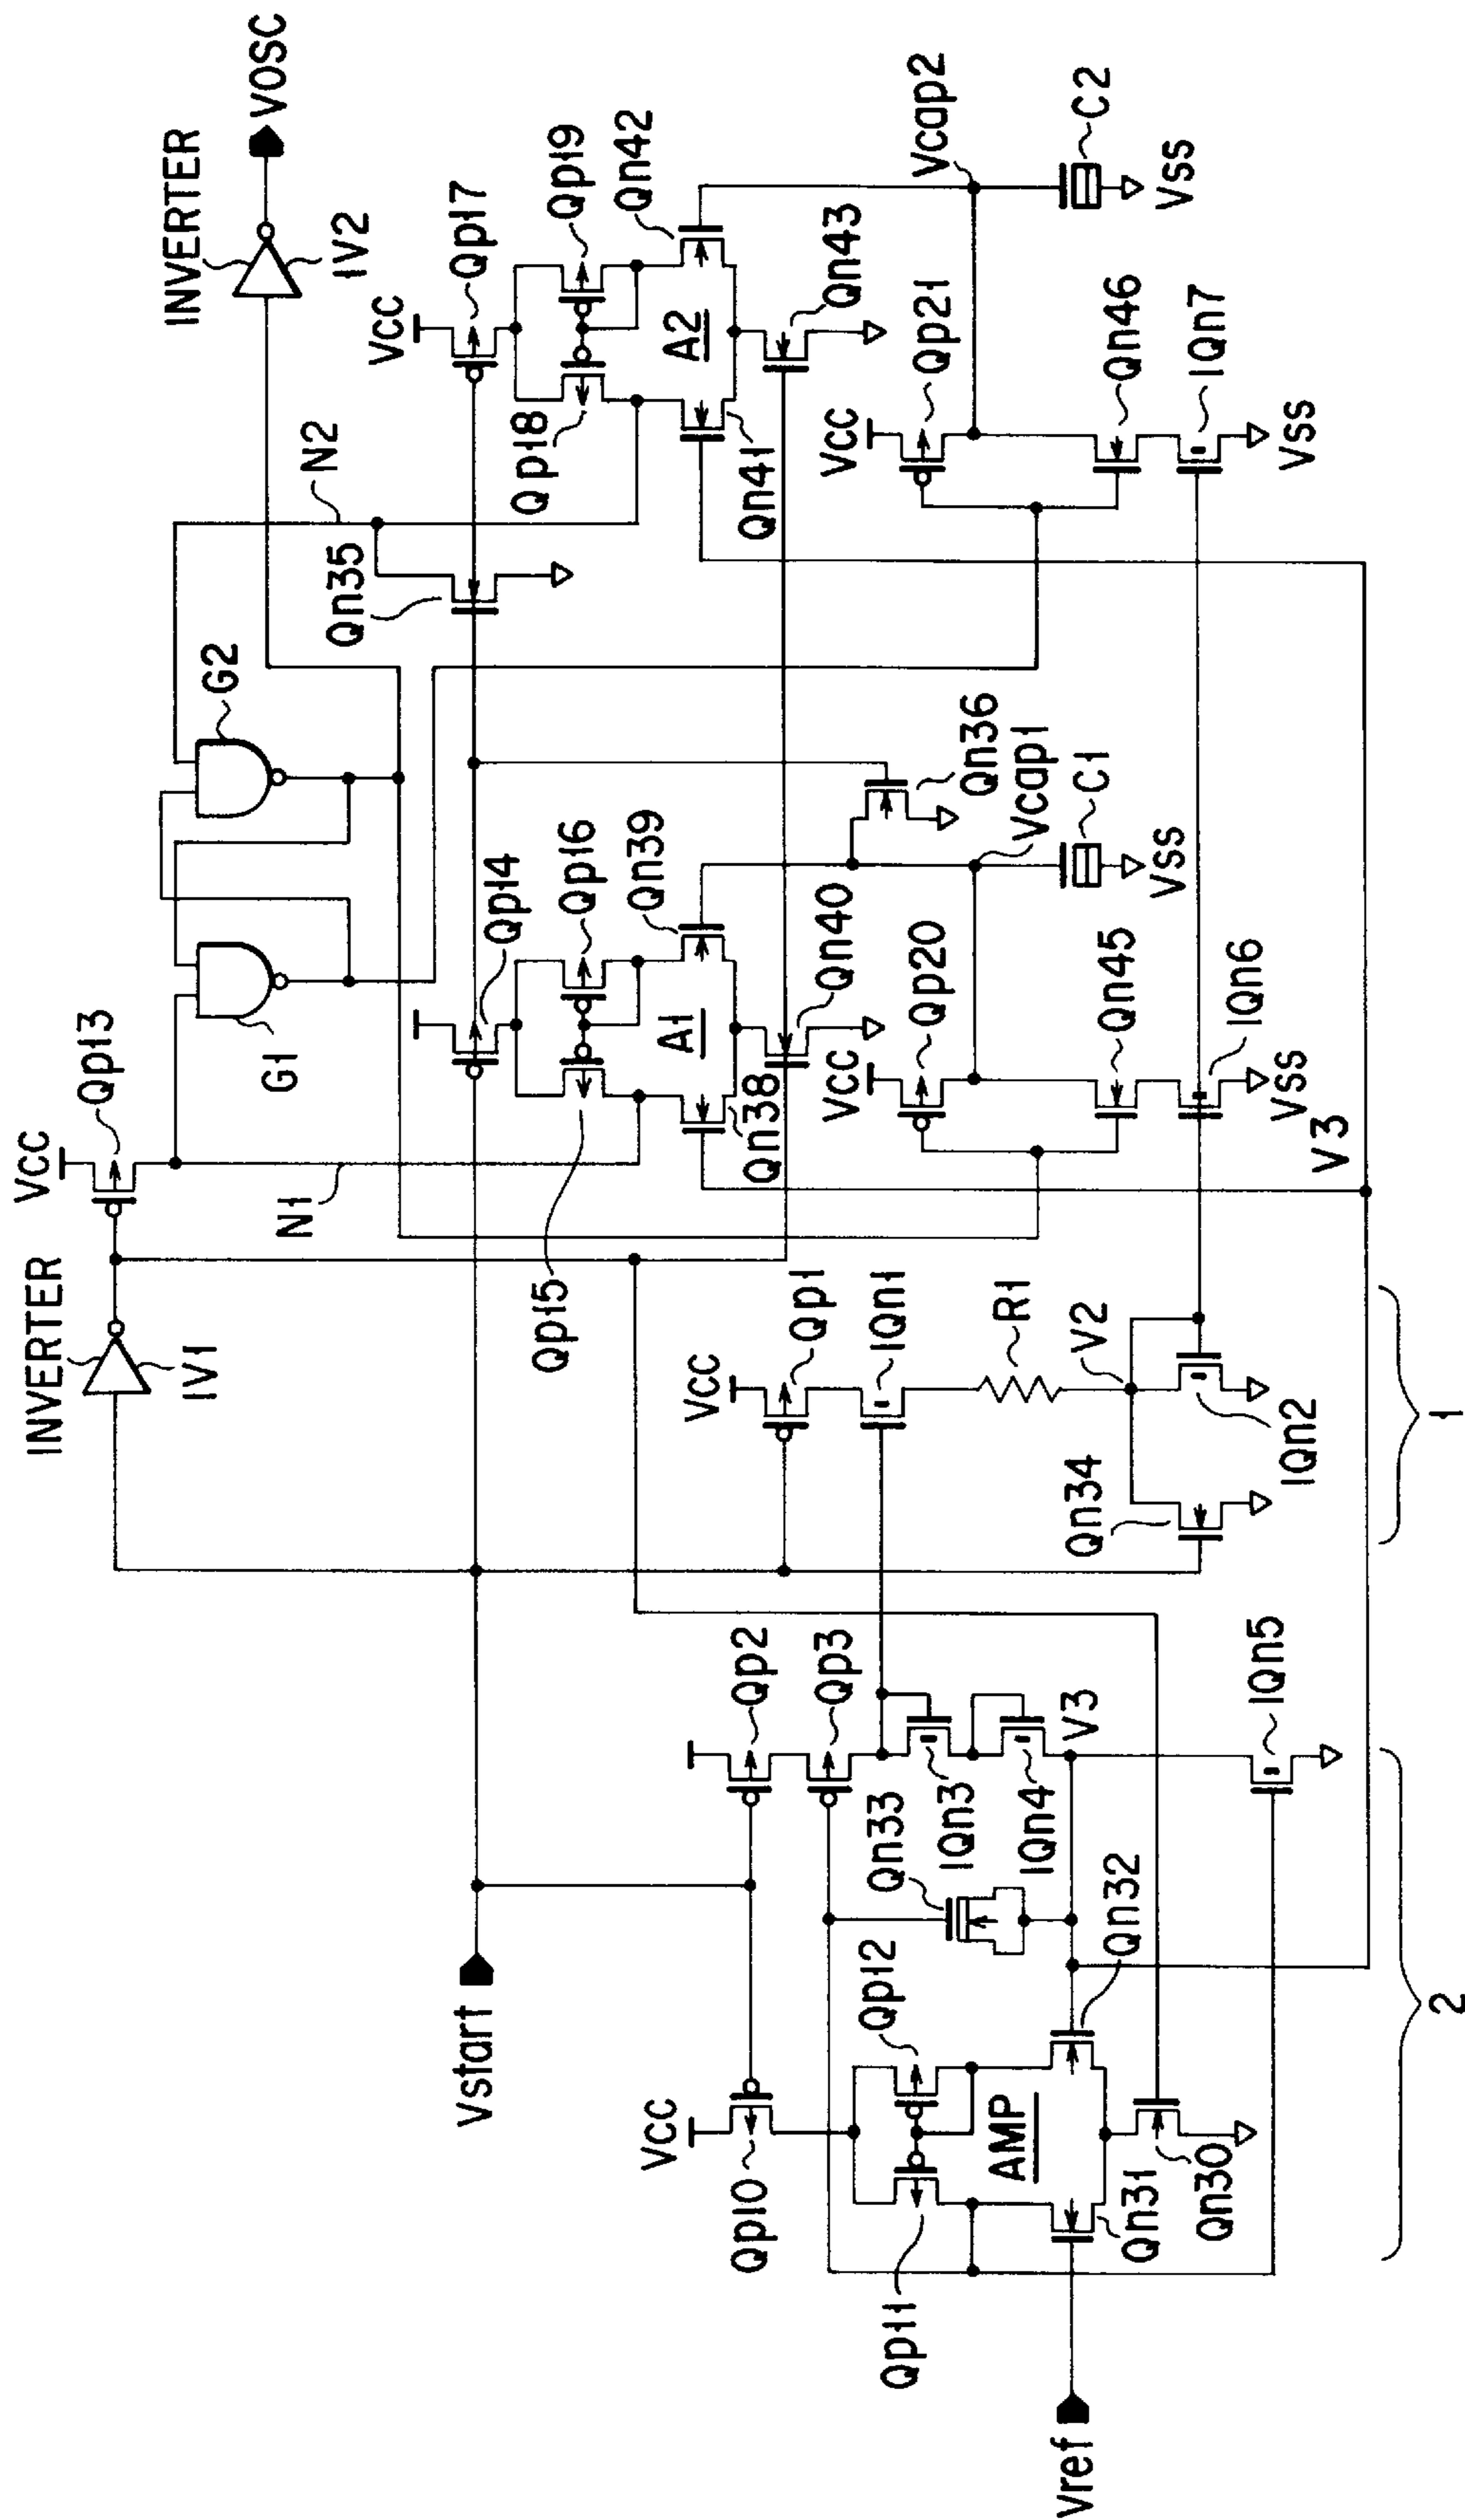 INVERTER
VOSC
IV2
VCC
Qp17
Qp19
Qn42
Qp18
A2
Qn41
Qn43
Vcap2
C2
VSS
VCC
Qp21
Qn46
IQn7
VSS
N2
Qn35
G2
Qn36
Vcap1
C1
VSS
G1
Qp14
Qp16
Qn39
A1
Qn38
Qn40
VCC
Qp20
Qn45
IQn6
VSS
V3
VCC
Qp13
N1
Qp15
INVERTER
IV1
VCC
Qp1
IQn1
R1
V2
IQn2
Qn34
1
Qp2
Qp3
Qn33
IQn3
IQn4
V3
IQn5
Vstart
VCC
Qp10
Qp12
Qp11
AMP
Qn32
Qn31
Qn30
Vref
2